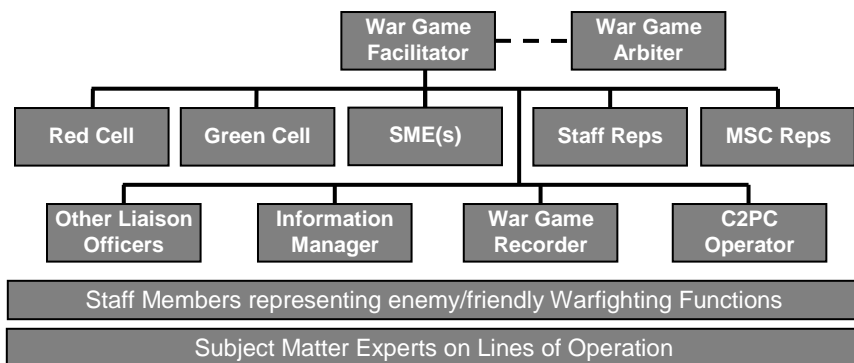 War Game
Facilitator
War Game
Arbiter
Red Cell
Green Cell
SME(s)
Staff Reps
MSC Reps
Other Liaison
Officers
Information
Manager
War Game
Recorder
C2PC
Operator
Staff Members representing enemy/friendly Warfighting Functions
Subject Matter Experts on Lines of Operation